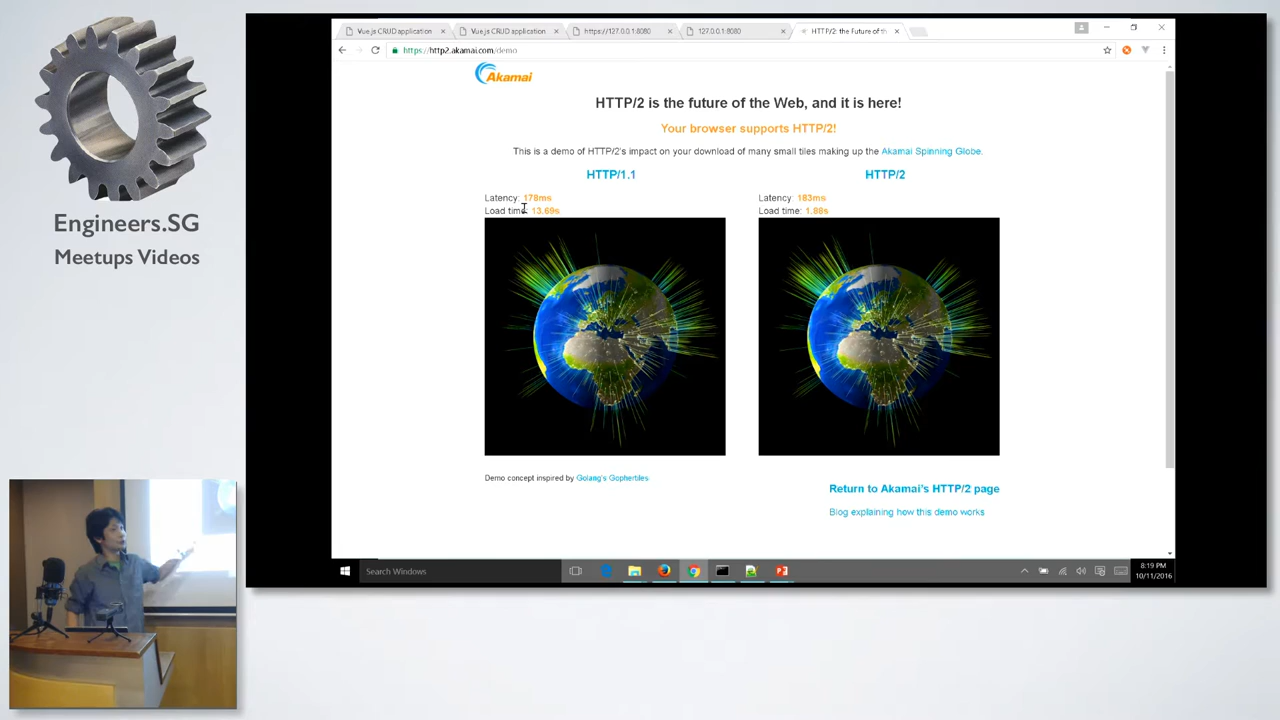 Engineers.SG
Meetups Videos
Vue.js CRUD application
Vue.js CRUD application
https://127.0.0.1:8080
127.0.0.1:8080
HTTP/2: the Future of th
https://http2.akamai.com/demo
Akamai
HTTP/2 is the future of the Web, and it is here!
Your browser supports HTTP/2!
This is a demo of HTTP/2's impact on your download of many small tiles making up the Akamai Spinning Globe.
HTTP/1.1
Latency: 178ms
Load time: 13.69s
HTTP/2
Latency: 183ms
Load time: 1.88s
Demo concept inspired by Golang's Gophertiles
Return to Akamai's HTTP/2 page
Blog explaining how this demo works
Search Windows
8:19 PM
10/11/2016